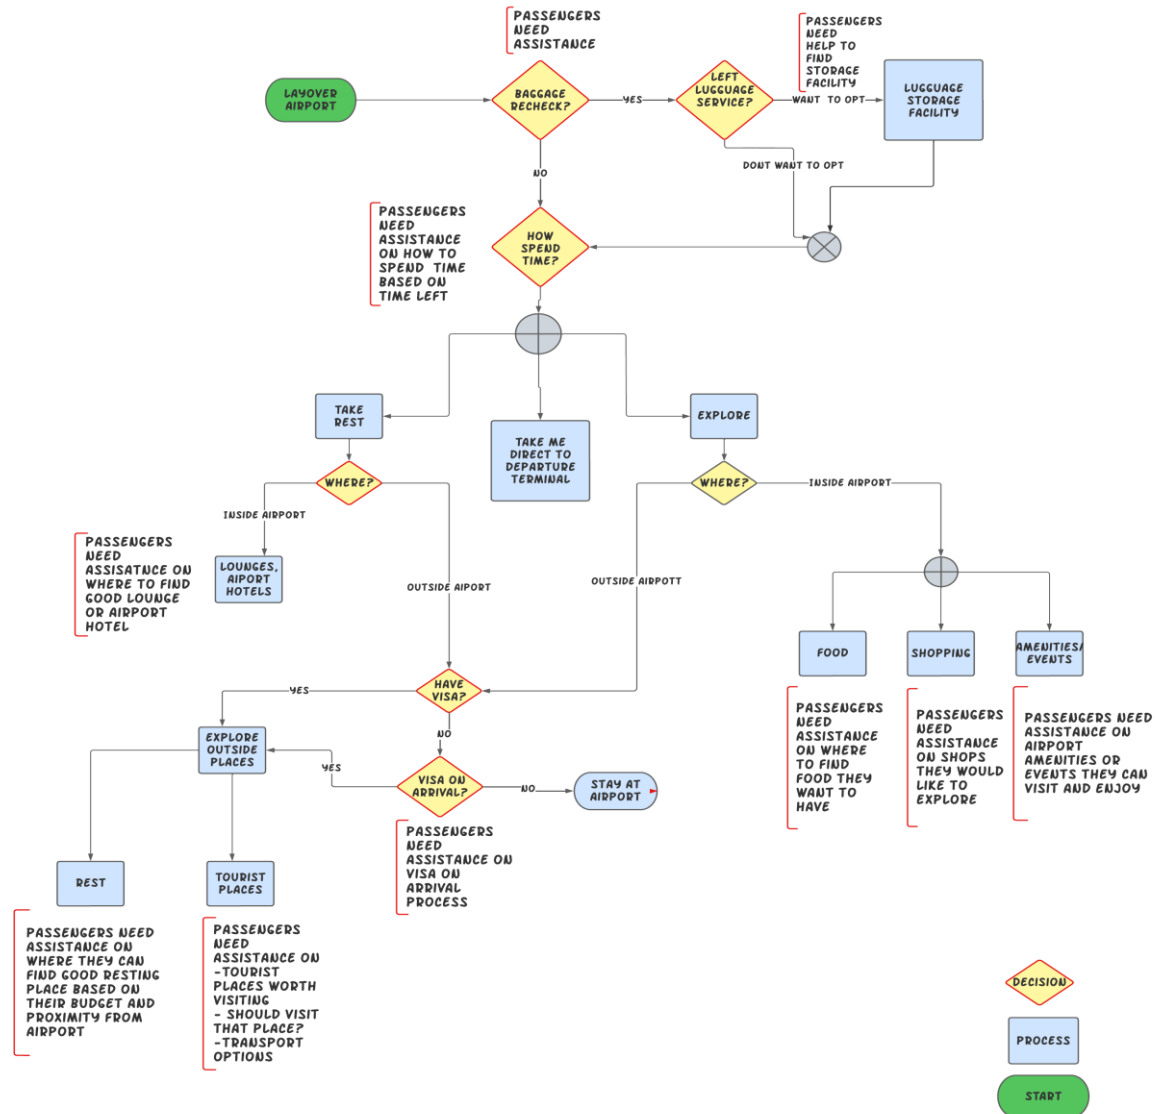 PASSENGERS
NEED
ASSISTANCE
PASSENGERS
NEED
HELP TO
FIND
STORAGE
FACILITY
LAYOVER
AIRPORT
BAGGAGE
RECHECK?
YES
LEFT
LUGGUAGE
SERVICE?
WANT TO OPT
LUGGUAGE
STORAGE
FACILITY
DONT WANT TO OPT
NO
PASSENGERS
NEED
ASSISTANCE
ON HOW TO
SPEND TIME
BASED ON
TIME LEFT
HOW
SPEND
TIME?
TAKE
REST
TAKE ME
DIRECT TO
DEPARTURE
TERMINAL
EXPLORE
WHERE?
WHERE?
INSIDE AIRPORT
INSIDE AIRPORT
PASSENGERS
NEED
ASSISATNCE ON
WHERE TO FIND
GOOD LOUNGE
OR AIRPORT
HOTEL
LOUNGES,
AIPORT
HOTELS
OUTSIDE AIPORT
OUTSIDE AIRPOTT
FOOD
SHOPPING
AMENITIES/
EVENTS
HAVE
VISA?
YES
NO
EXPLORE
OUTSIDE
PLACES
YES
VISA ON
ARRIVAL?
NO
STAY AT
AIRPORT
PASSENGERS
NEED
ASSISTANCE
ON WHERE
TO FIND
FOOD THEY
WANT TO
HAVE
PASSENGERS
NEED
ASSISTANCE
ON SHOPS
THEY WOULD
LIKE TO
EXPLORE
PASSENGERS NEED
ASSISTANCE ON
AIRPORT
AMENITIES OR
EVENTS THEY CAN
VISIT AND ENJOY
PASSENGERS
NEED
ASSISTANCE ON
VISA ON
ARRIVAL
PROCESS
REST
TOURIST
PLACES
PASSENGERS NEED
ASSISTANCE ON
WHERE THEY CAN
FIND GOOD RESTING
PLACE BASED ON
THEIR BUDGET AND
PROXIMITY FROM
AIRPORT
PASSENGERS
NEED
ASSISTANCE ON
-TOURIST
PLACES WORTH
VISITING
- SHOULD VISIT
THAT PLACE?
-TRANSPORT
OPTIONS
DECISION
PROCESS
START